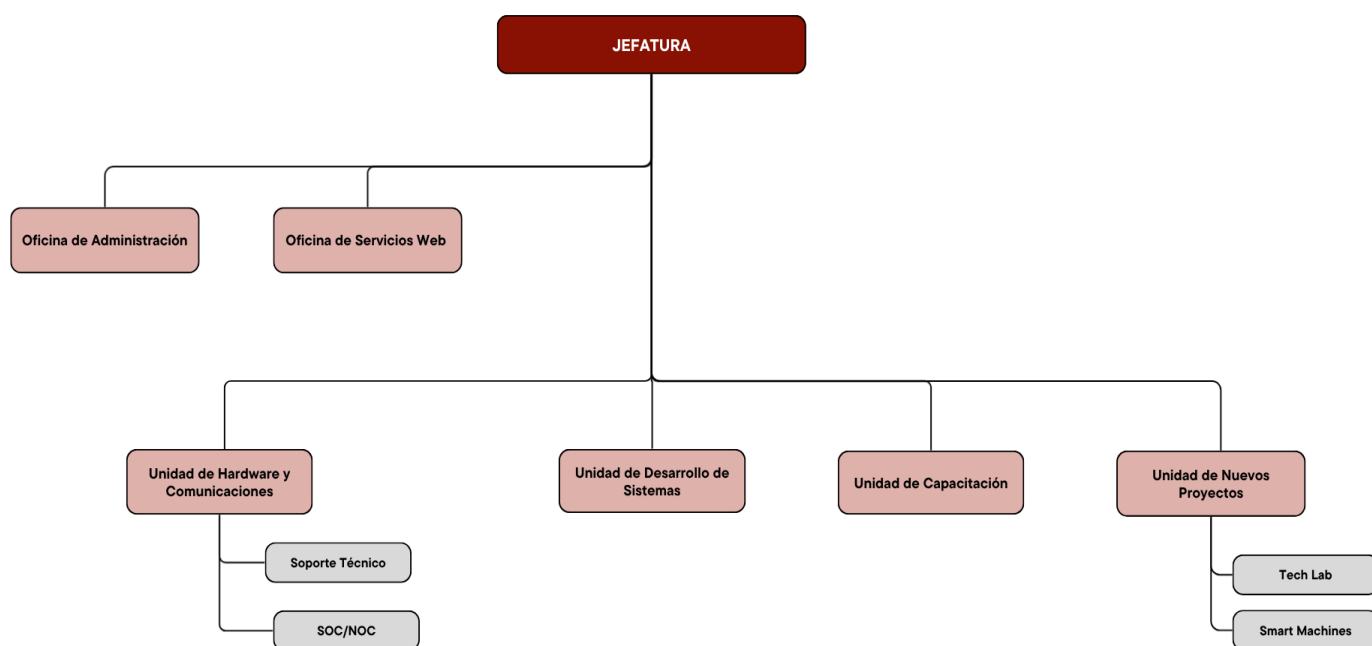 JEFATURA
Oficina de Administración
Oficina de Servicios Web
Unidad de Hardware y
Comunicaciones
Unidad de Desarrollo de
Sistemas
Unidad de Capacitación
Unidad de Nuevos
Proyectos
Soporte Técnico
SOC/NOC
Tech Lab
Smart Machines